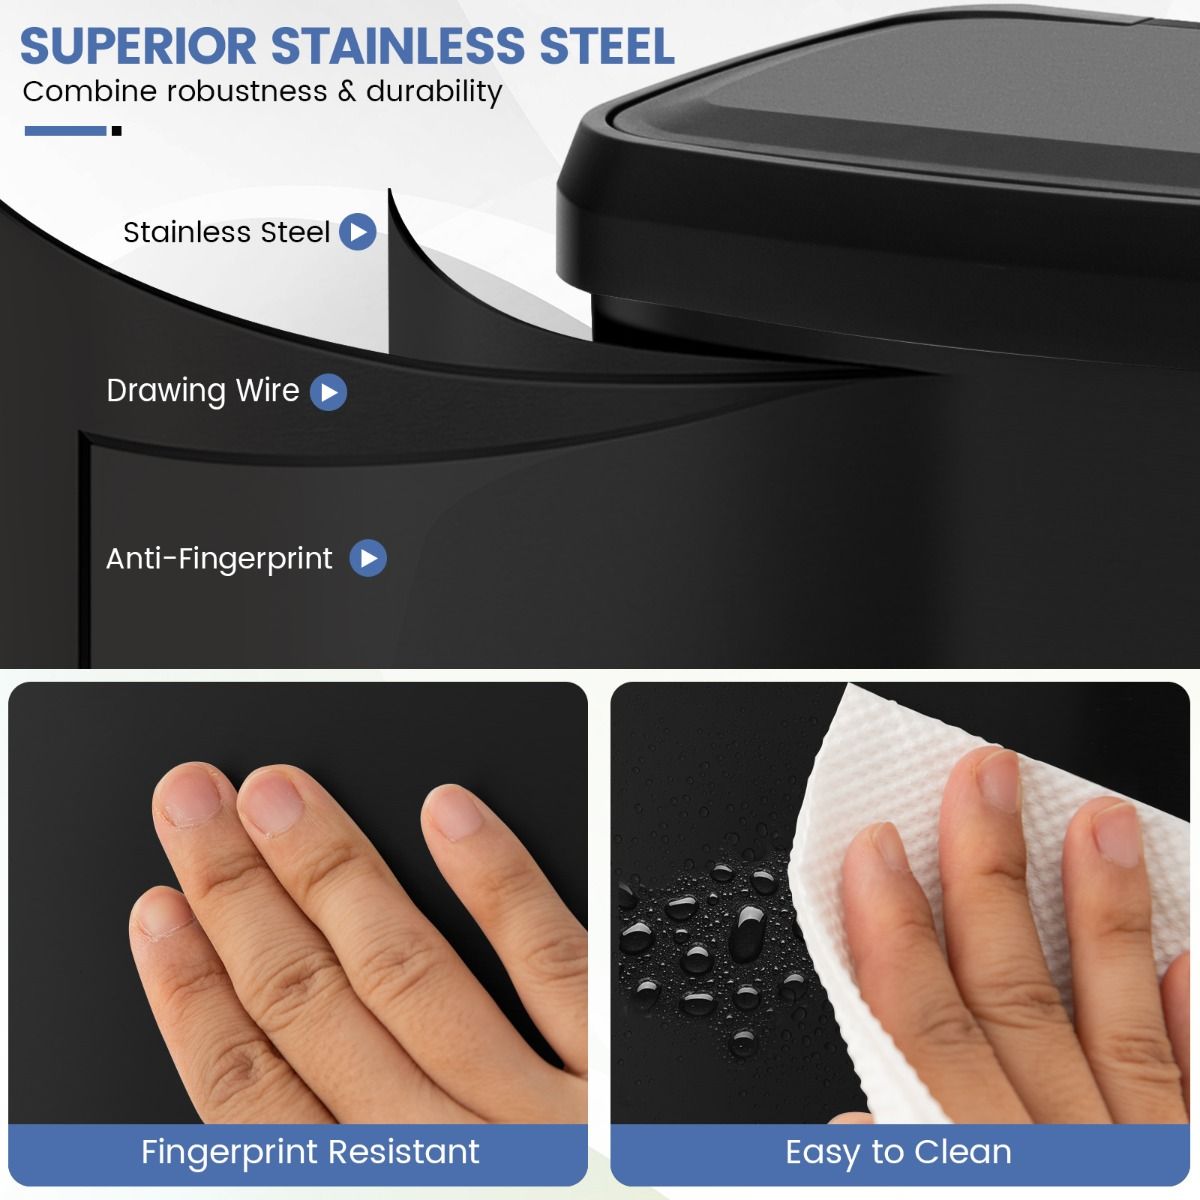 SUPERIOR STAINLESS STEEL
Combine robustness & durability
Stainless Steel
Drawing Wire
Anti-Fingerprint
Fingerprint Resistant
Easy to Clean